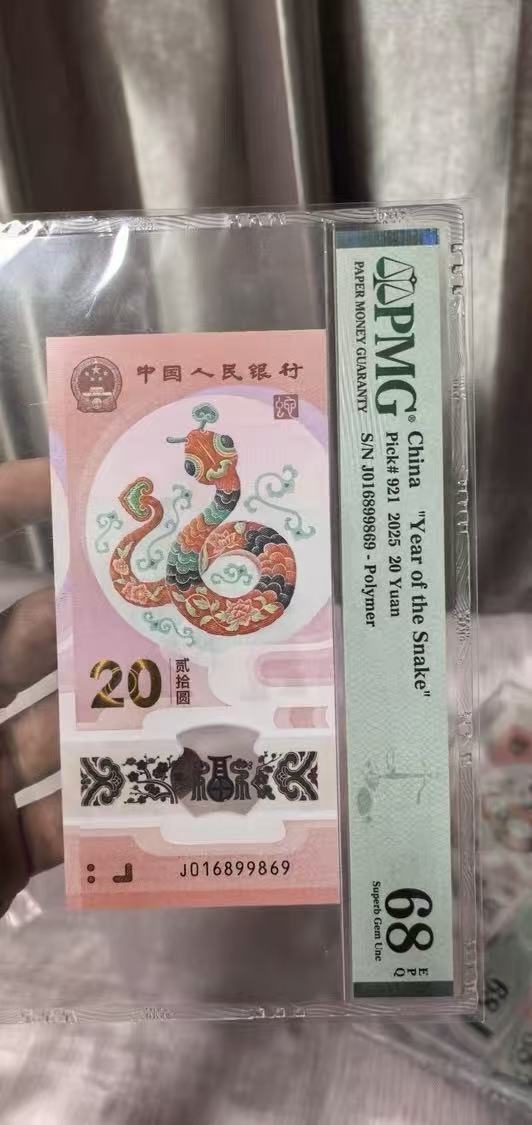 中国人民银行
蛇
20
贰拾圆
J016899869
PMG®
PAPER MONEY GUARANTY
China "Year of the Snake"
Pick# 921 2025 20 Yuan
S/N J016899869 - Polymer
68 EPQ
Superb Gem Unc